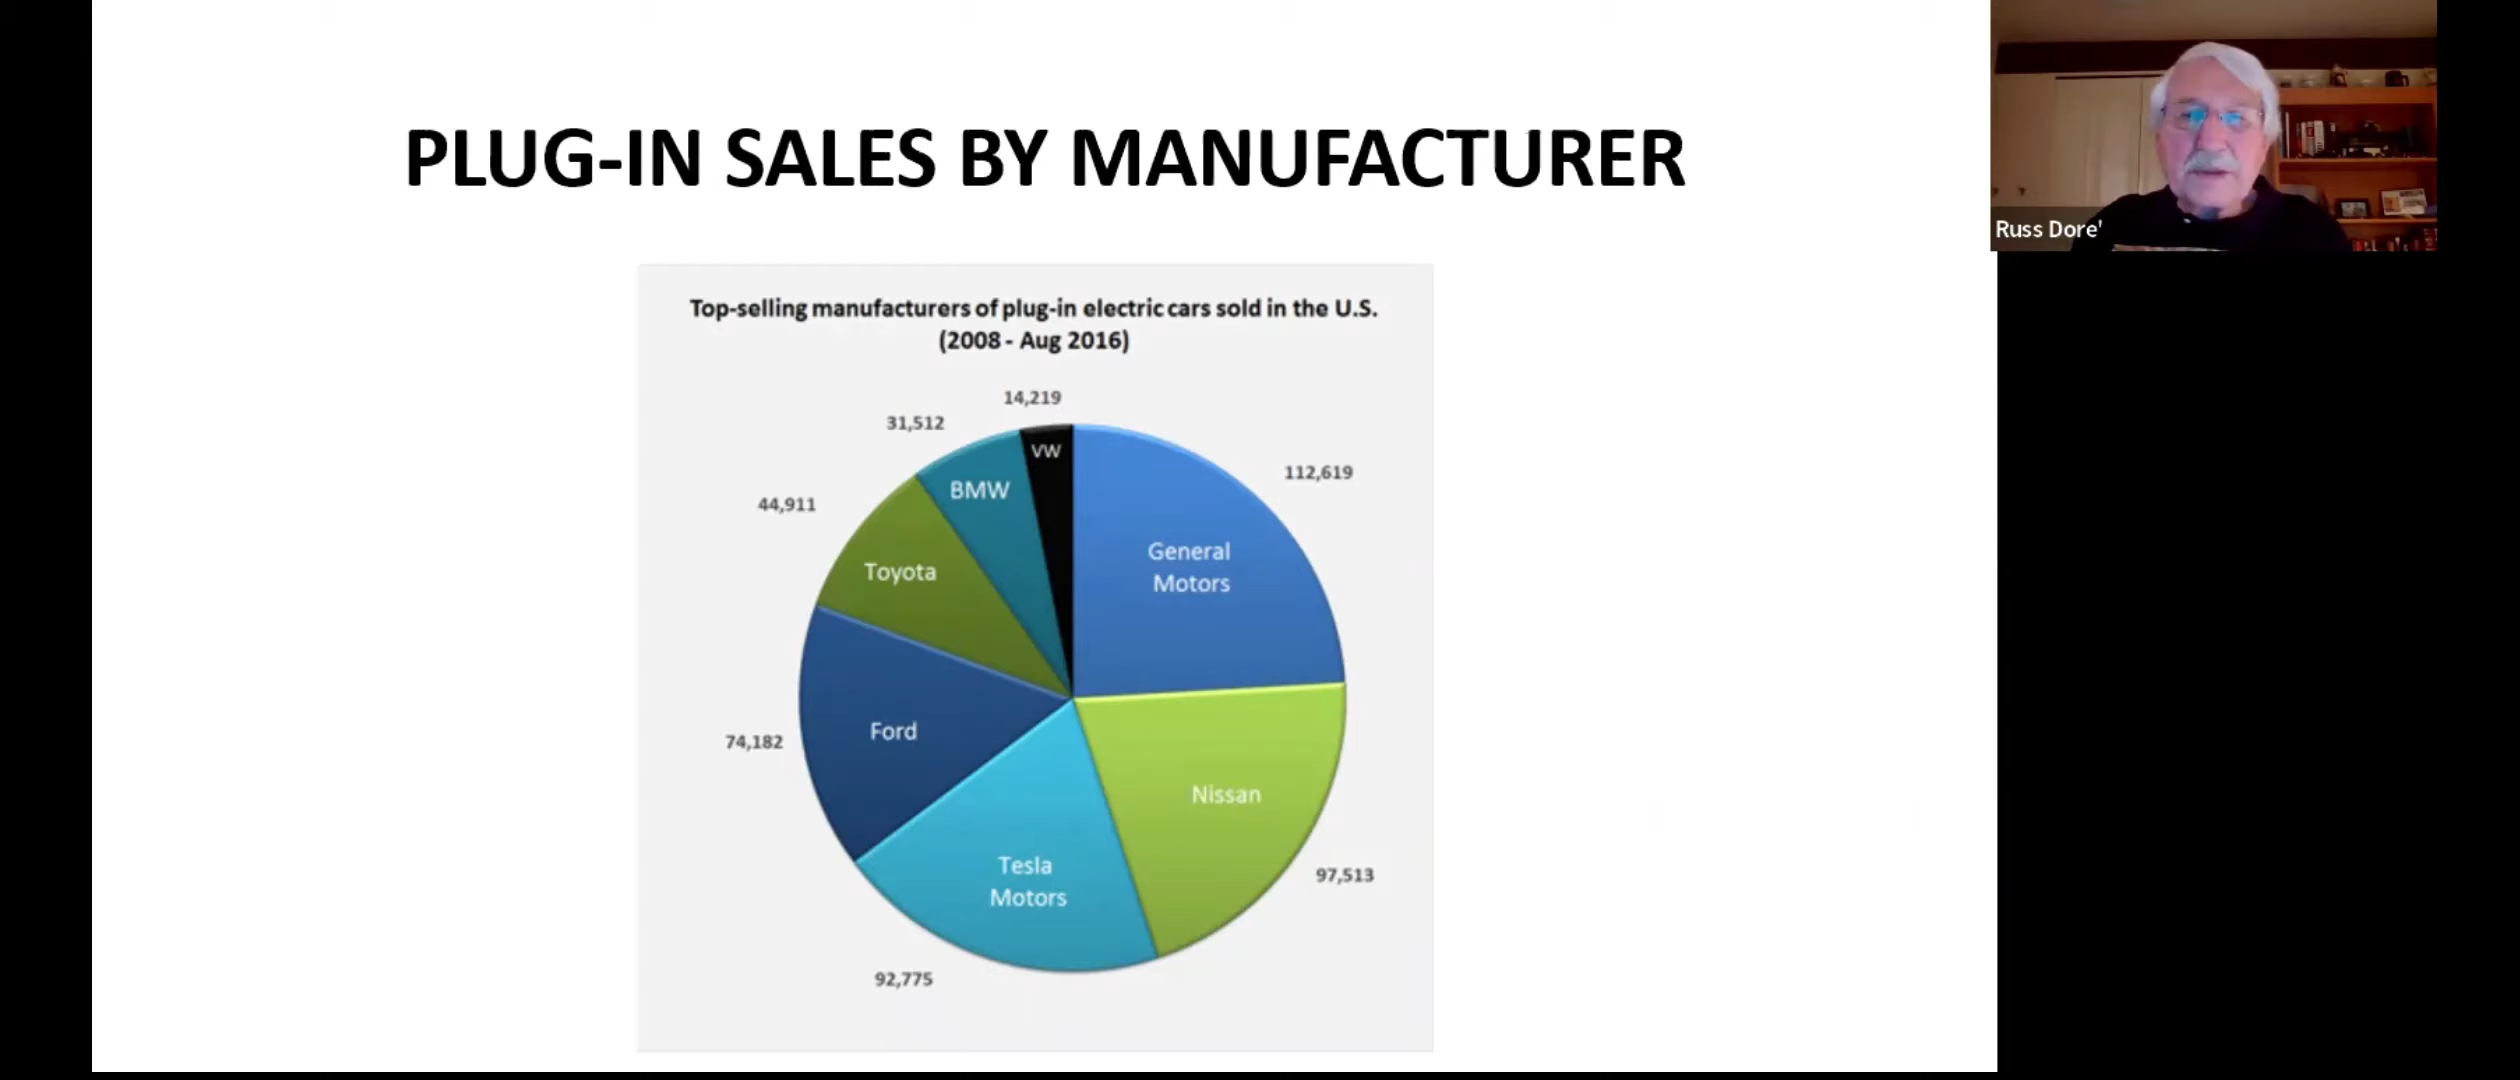 PLUG-IN SALES BY MANUFACTURER
Russ Dore'
Top-selling manufacturers of plug-in electric cars sold in the U.S.
(2008 - Aug 2016)
14,219
31,512
VW
112,619
BMW
44,911
General
Motors
Toyota
Ford
74,182
Nissan
Tesla
Motors
97,513
92,775